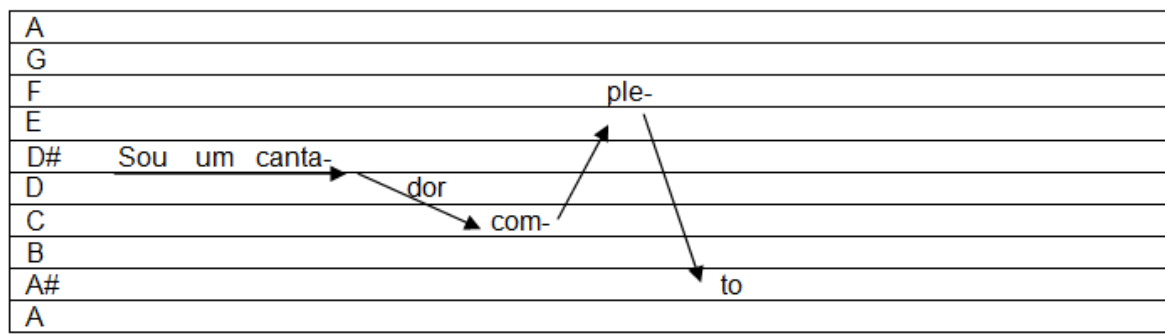 A
G
F ple-
E
D# Sou um canta-
D dor
C com-
B
A# to
A